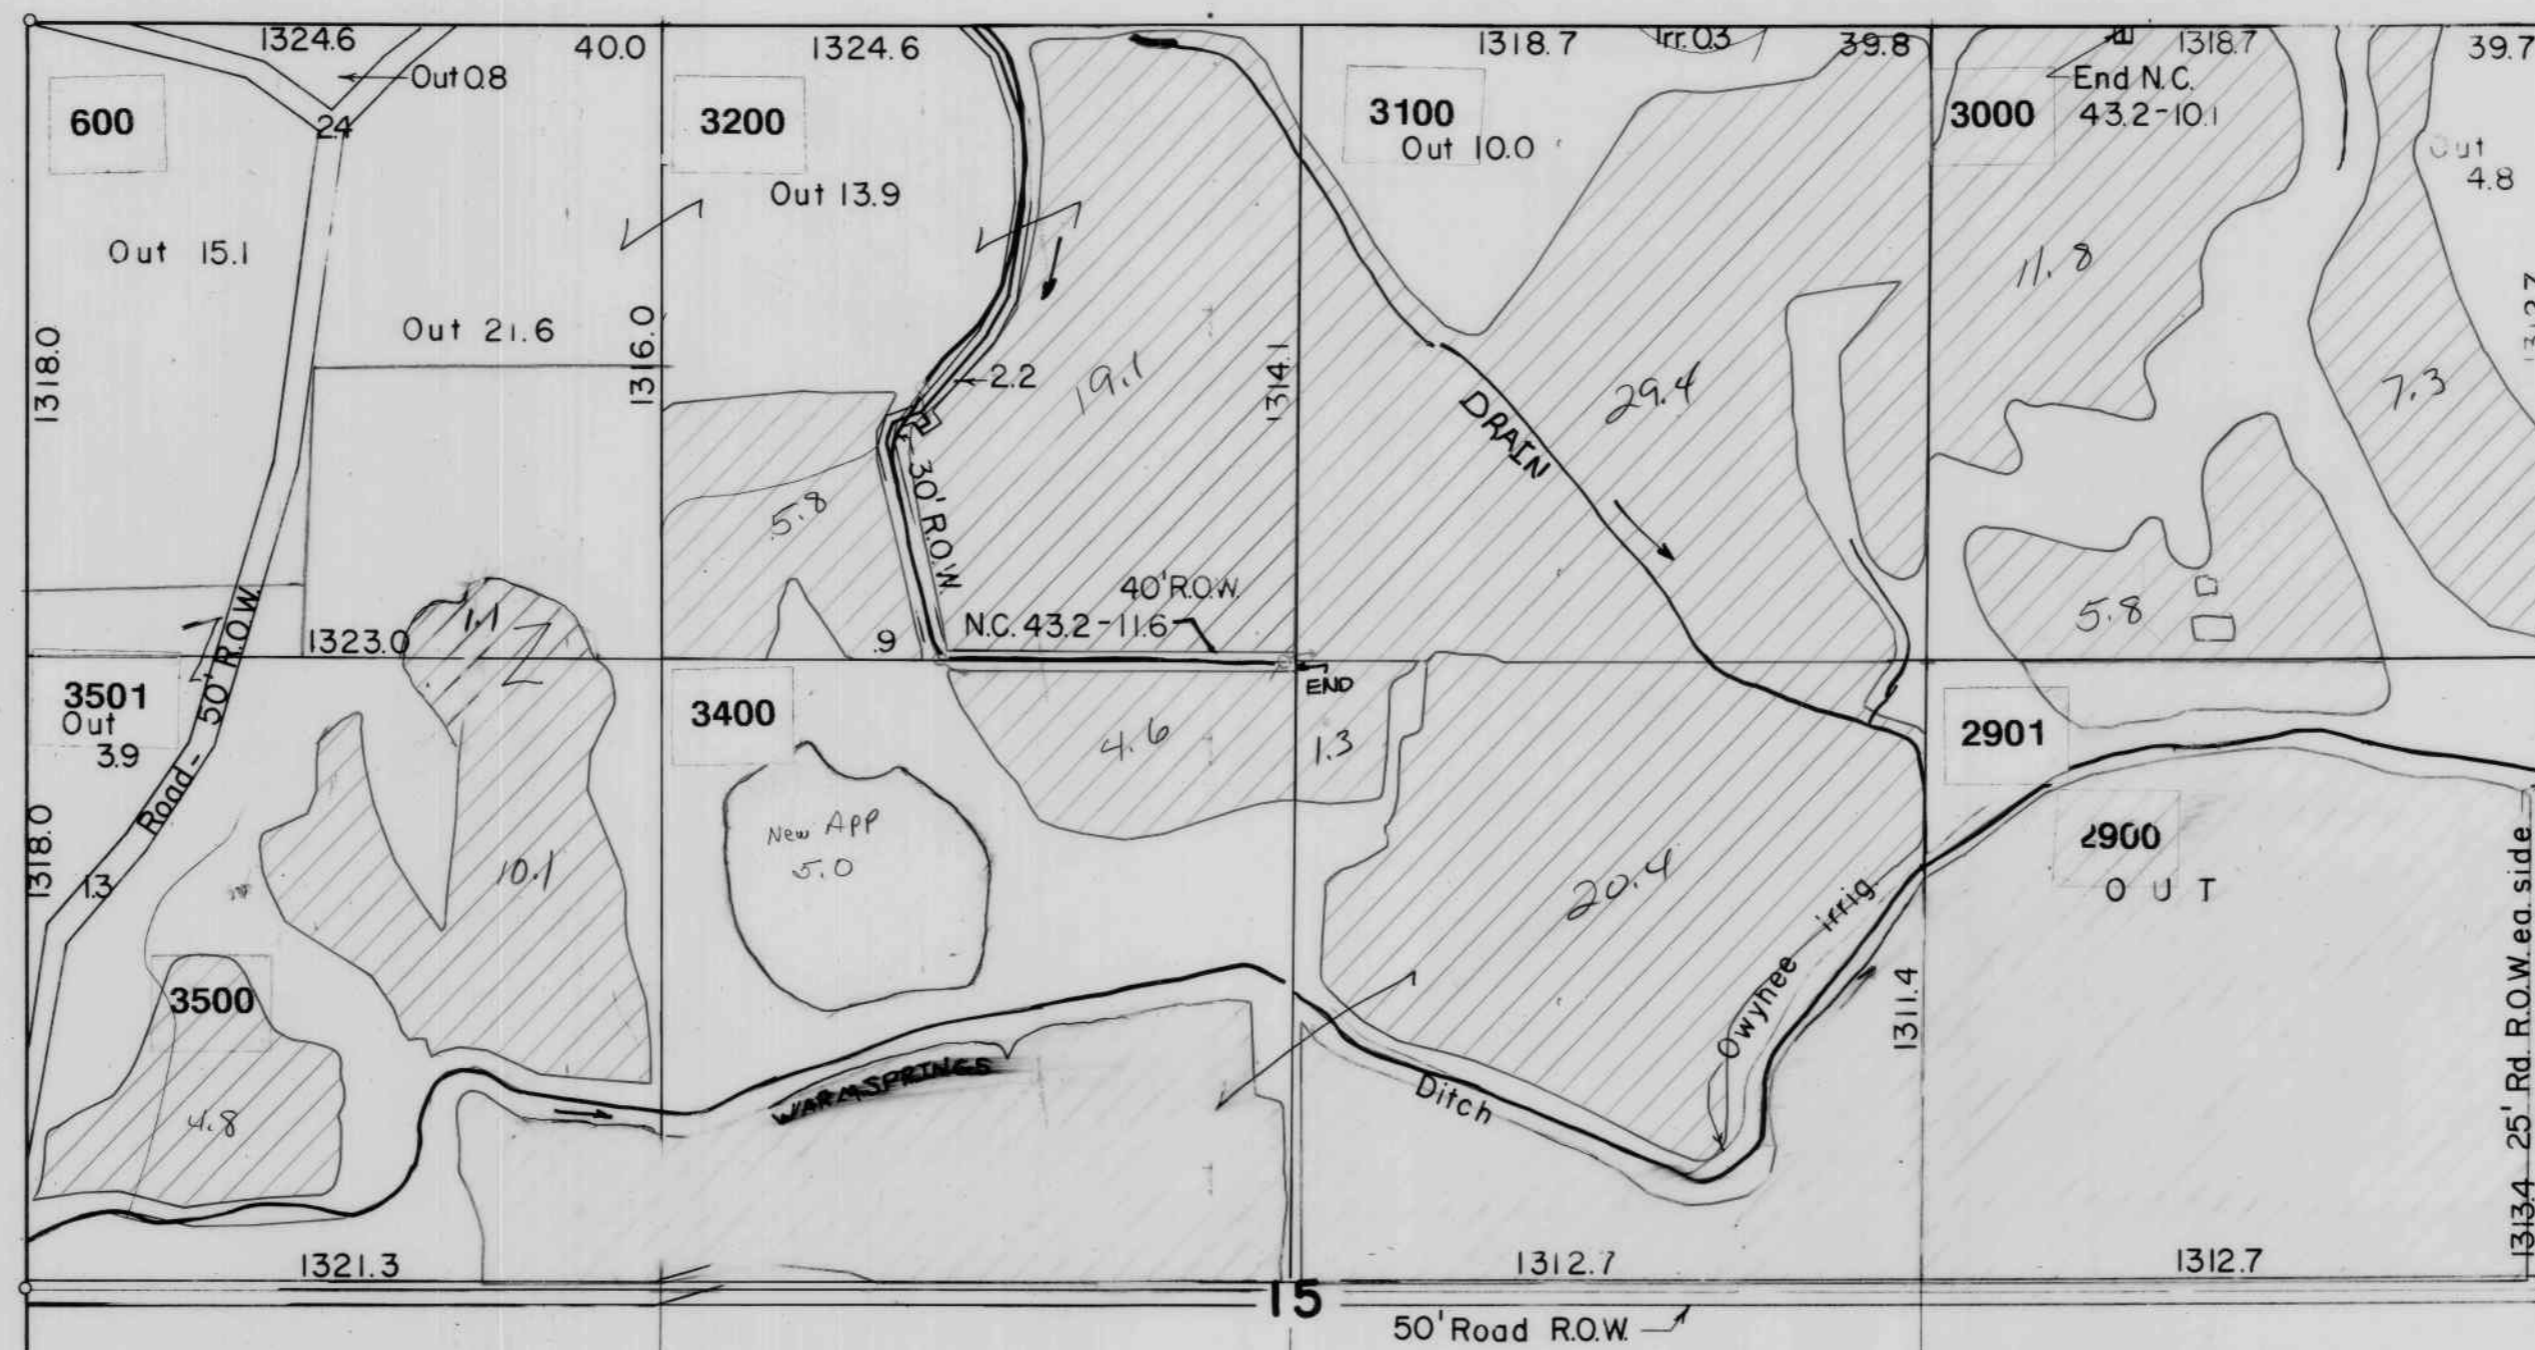 1324.6
40.0
1324.6
1318.7
Irr. 0.3
39.8
1318.7
39.7
Out 0.8
600
2.4
3200
3100
Out 10.0
3000
End N.C.
43.2-10.1
Out
4.8
Out 13.9
Out 15.1
11.8
Out 21.6
1318.0
1316.0
2.2
19.1
1314.1
29.4
DRAIN
7.3
5.8
30' R.O.W.
40' R.O.W.
N.C. 43.2-11.6
.9
1.1
1323.0
5.8
END
3501
Out
3.9
Road - 50' R.O.W.
3400
4.6
1.3
2901
New App
5.0
1318.0
1.3
10.1
2900
OUT
20.4
Owyhee irrig.
3500
4.8
WARMSPRINGS
Ditch
1311.4
1313.4 25' Rd. R.O.W. ea. side
1321.3
1312.7
1312.7
15
50' Road R.O.W.